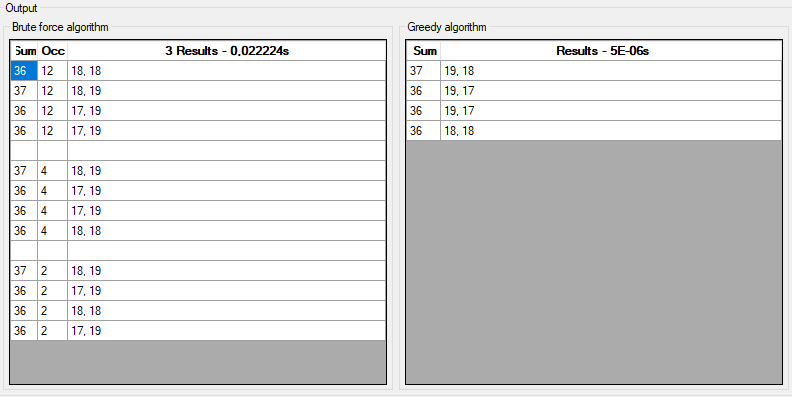 Output
Brute force algorithm
Sum Occ 3 Results - 0,022224s
36 12 18, 18
37 12 18, 19
36 12 17, 19
36 12 17, 19
37 4 18, 19
36 4 17, 19
36 4 17, 19
36 4 18, 18
37 2 18, 19
36 2 17, 19
36 2 18, 18
36 2 17, 19
Greedy algorithm
Sum Results - 5E-06s
37 19, 18
36 19, 17
36 19, 17
36 18, 18